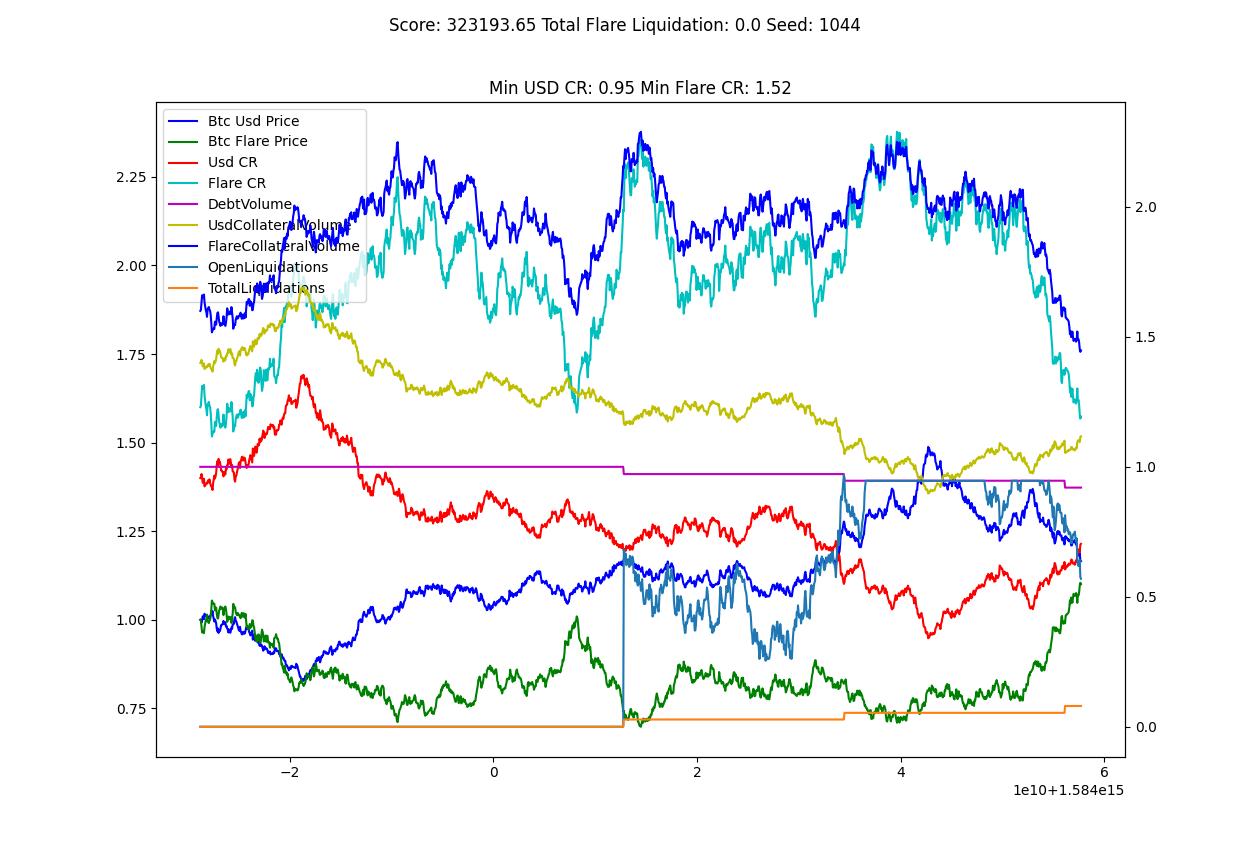 Score: 323193.65 Total Flare Liquidation: 0.0 Seed: 1044
Min USD CR: 0.95 Min Flare CR: 1.52
Btc Usd Price
Btc Flare Price
Usd CR
Flare CR
DebtVolume
UsdCollateralVolume
FlareCollateralVolume
OpenLiquidations
TotalLiquidations
2.25
2.00
1.75
1.50
1.25
1.00
0.75
2.0
1.5
1.0
0.5
0.0
−2
0
2
4
6
1e10+1.584e15